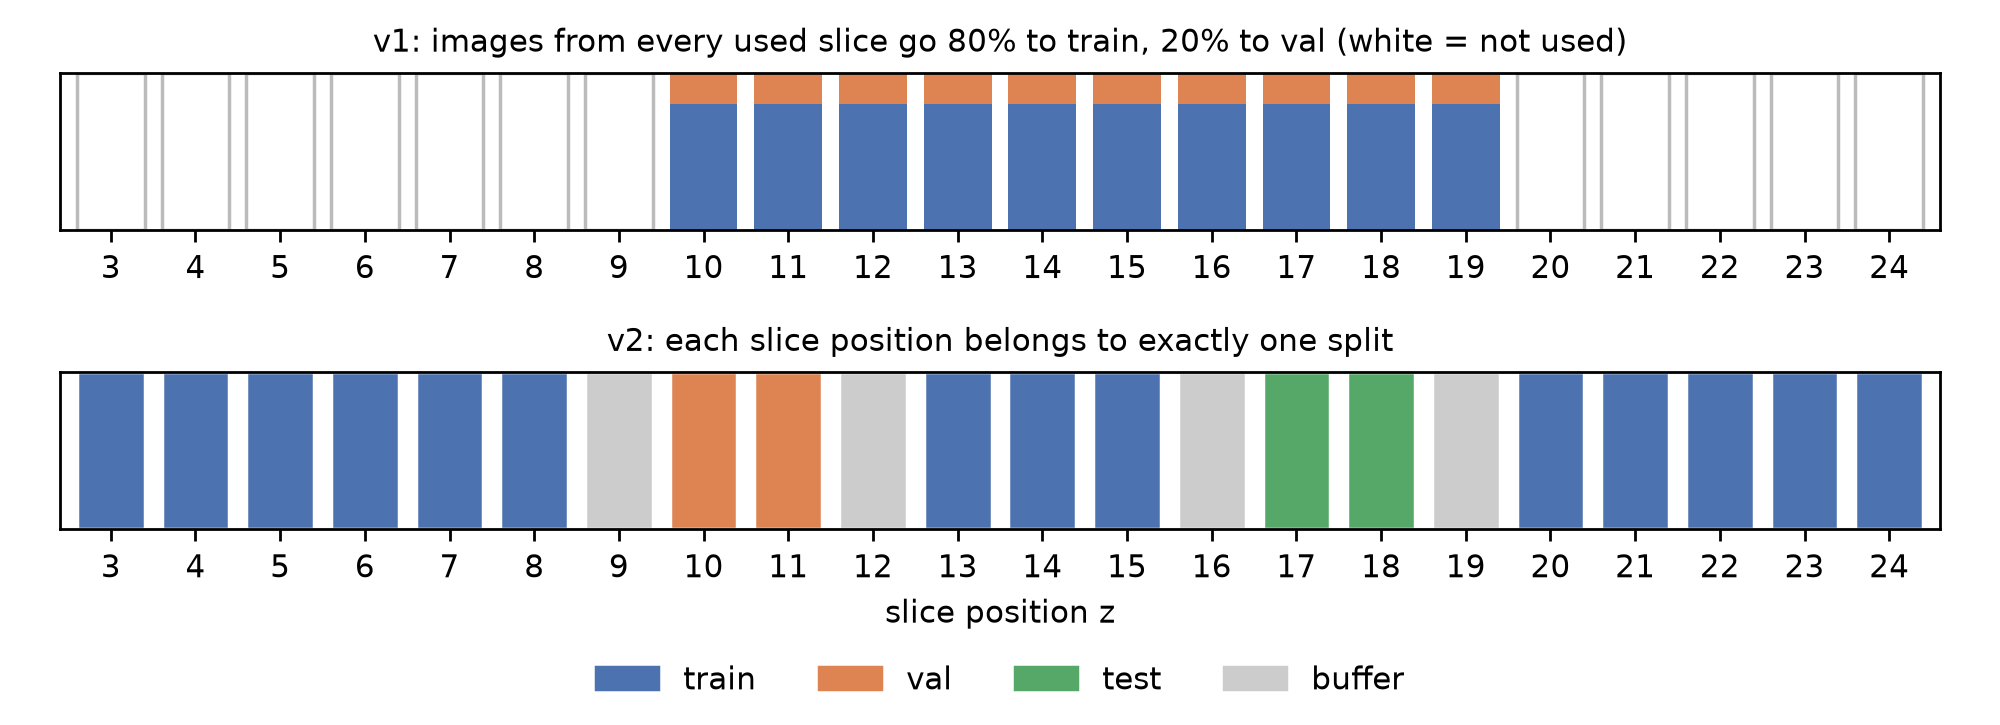 v1: images from every used slice go 80% to train, 20% to val (white = not used)
3 4 5 6 7 8 9 10 11 12 13 14 15 16 17 18 19 20 21 22 23 24
v2: each slice position belongs to exactly one split
3 4 5 6 7 8 9 10 11 12 13 14 15 16 17 18 19 20 21 22 23 24
slice position z
train val test buffer